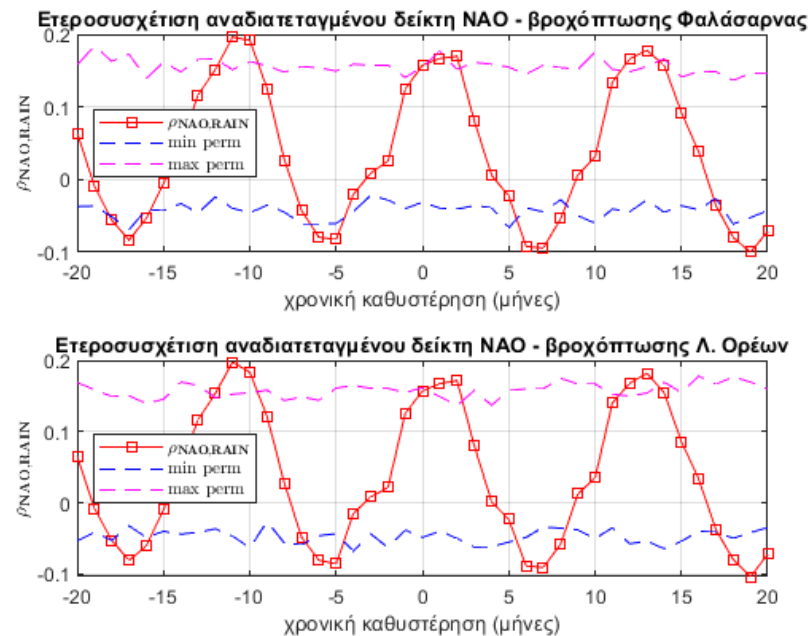 Ετεροσυσχέτιση αναδιατεταγμένου δείκτη NAO - βροχόπτωσης Φαλάσαρνας
0.2
0.1
0
-0.1
ρNAO,RAIN
ρNAO,RAIN
min perm
max perm
-20 -15 -10 -5 0 5 10 15 20
χρονική καθυστέρηση (μήνες)
Ετεροσυσχέτιση αναδιατεταγμένου δείκτη NAO - βροχόπτωσης Λ. Ορέων
0.2
0.1
0
-0.1
ρNAO,RAIN
ρNAO,RAIN
min perm
max perm
-20 -15 -10 -5 0 5 10 15 20
χρονική καθυστέρηση (μήνες)